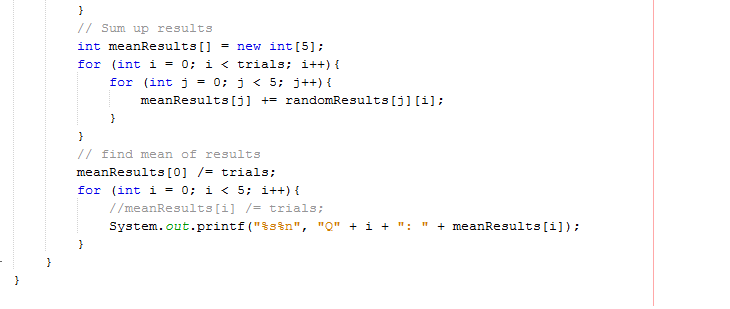 }
// Sum up results
int meanResults[] = new int[5];
for (int i = 0; i < trials; i++){
for (int j = 0; j < 5; j++){
meanResults[j] += randomResults[j][i];
}
}
// find mean of results
meanResults[0] /= trials;
for (int i = 0; i < 5; i++){
//meanResults[i] /= trials;
System.out.printf("%s%n", "Q" + i + ": " + meanResults[i]);
}
}
}